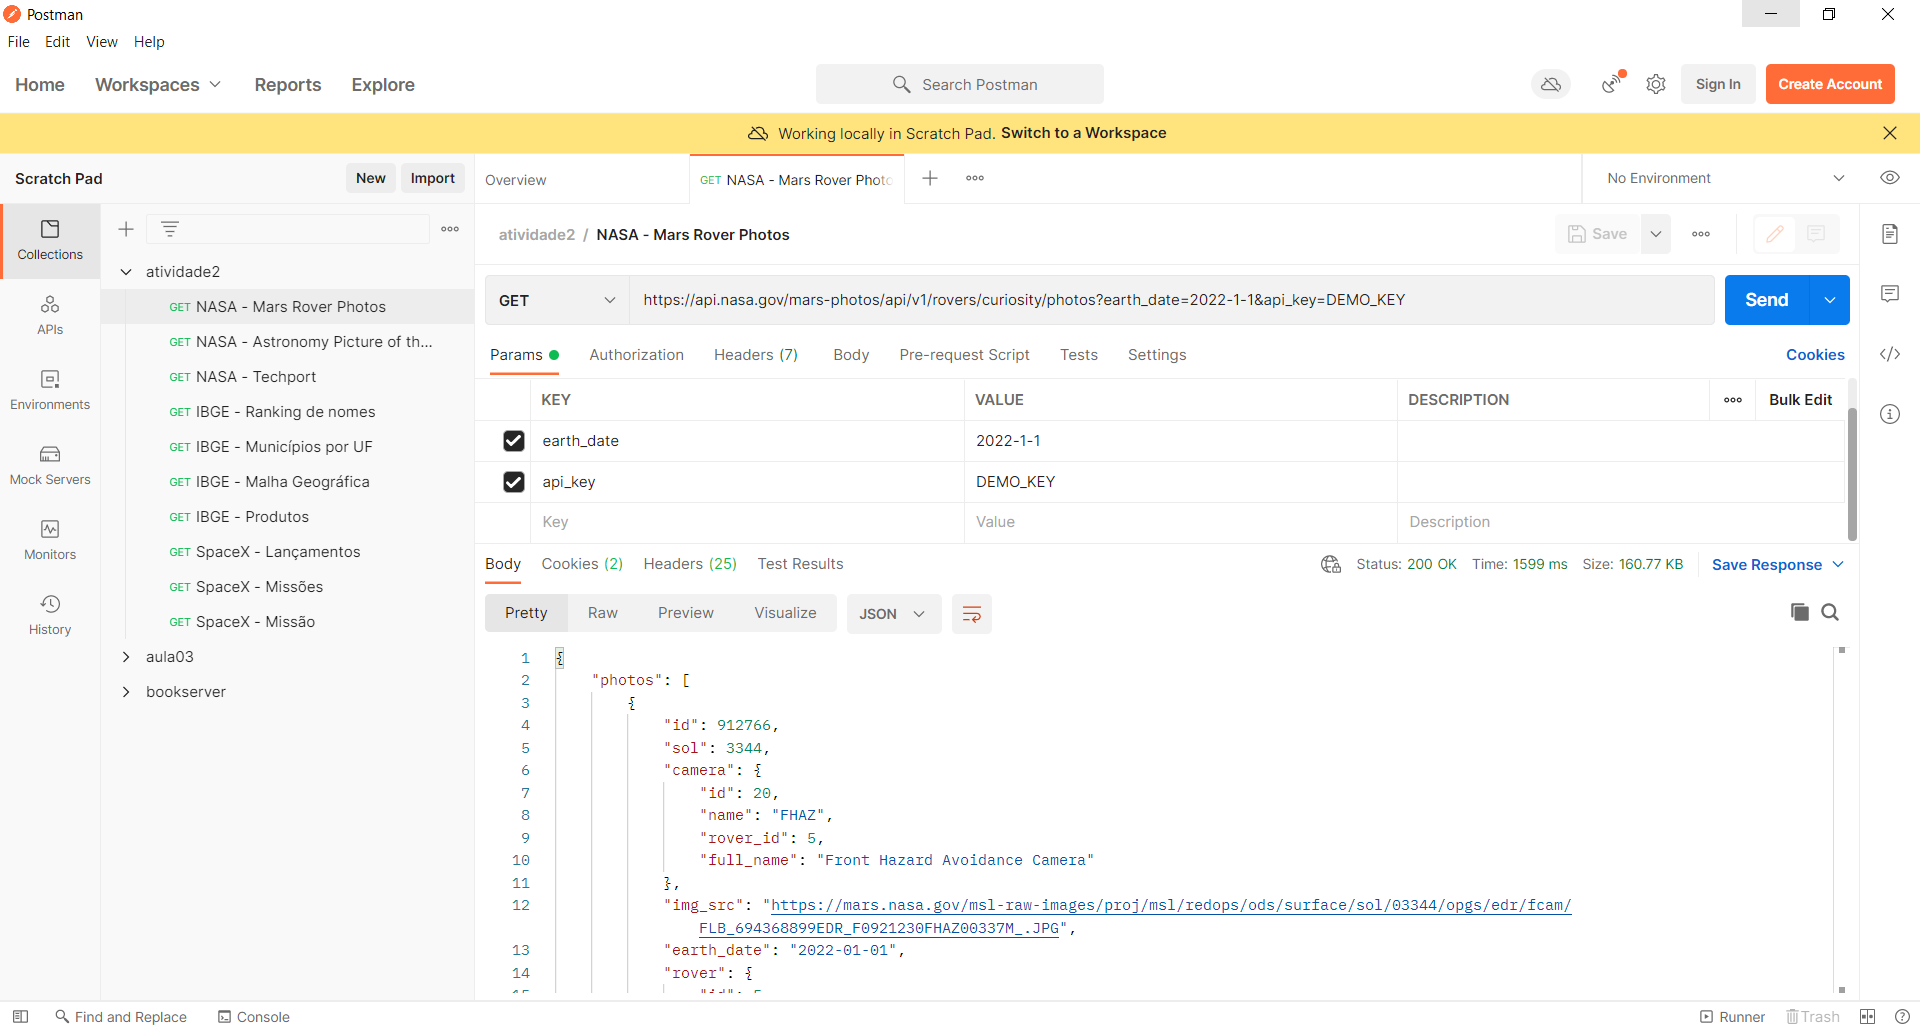 Postman
File Edit View Help
Home Workspaces Reports Explore Search Postman Sign In Create Account
Working locally in Scratch Pad. Switch to a Workspace
Scratch Pad New Import
Overview GET NASA - Mars Rover Phot No Environment
Collections
APIs
Environments
Mock Servers
Monitors
History
atividade2
GET NASA - Mars Rover Photos
GET NASA - Astronomy Picture of th...
GET NASA - Techport
GET IBGE - Ranking de nomes
GET IBGE - Municípios por UF
GET IBGE - Malha Geográfica
GET IBGE - Produtos
GET SpaceX - Lançamentos
GET SpaceX - Missões
GET SpaceX - Missão
aula03
bookserver
atividade2 / NASA - Mars Rover Photos Save
GET https://api.nasa.gov/mars-photos/api/v1/rovers/curiosity/photos?earth_date=2022-1-1&api_key=DEMO_KEY Send
Params Authorization Headers (7) Body Pre-request Script Tests Settings Cookies
KEY VALUE DESCRIPTION Bulk Edit
earth_date 2022-1-1
api_key DEMO_KEY
Key Value Description
Body Cookies (2) Headers (25) Test Results Status: 200 OK Time: 1599 ms Size: 160.77 KB Save Response
Pretty Raw Preview Visualize JSON
1 {
2 "photos": [
3 {
4 "id": 912766,
5 "sol": 3344,
6 "camera": {
7 "id": 20,
8 "name": "FHAZ",
9 "rover_id": 5,
10 "full_name": "Front Hazard Avoidance Camera"
11 },
12 "img_src": "https://mars.nasa.gov/msl-raw-images/proj/msl/redops/ods/surface/sol/03344/opgs/edr/fcam/
FLB_694368899EDR_F0921230FHAZ00337M_.JPG",
13 "earth_date": "2022-01-01",
14 "rover": {
15 "id": 5
Find and Replace Console Runner Trash